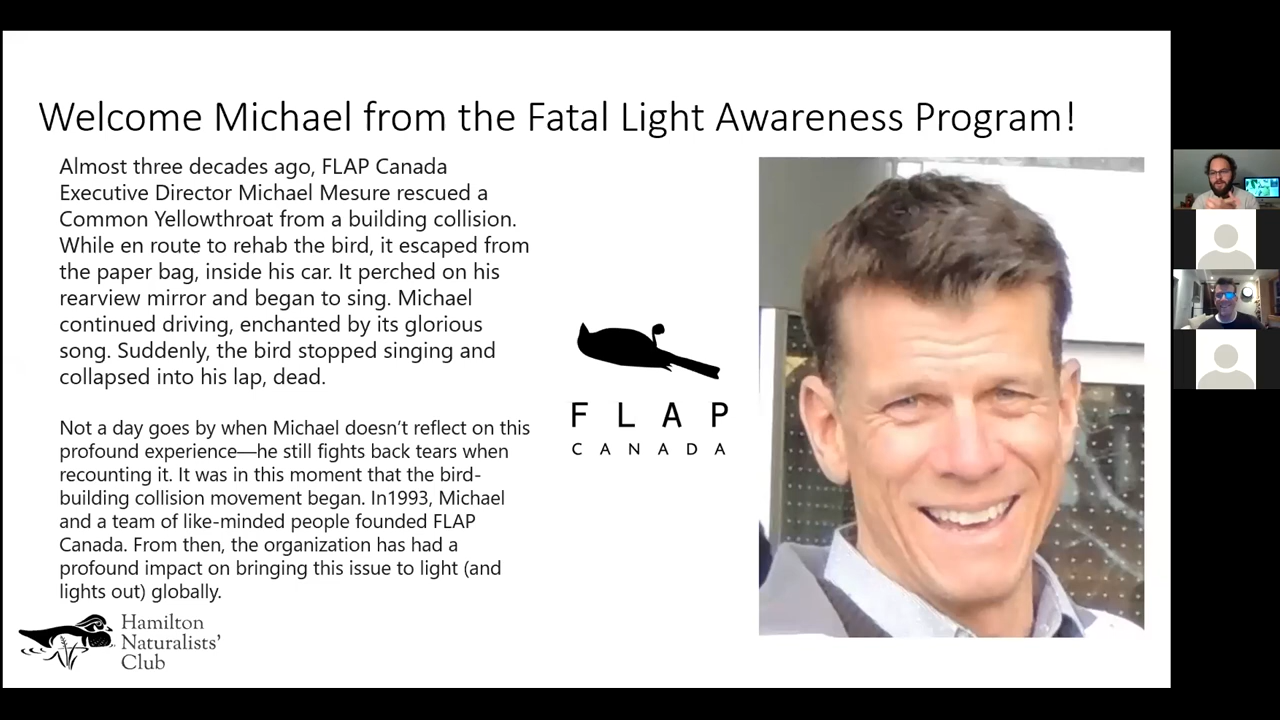 Welcome Michael from the Fatal Light Awareness Program!
Almost three decades ago, FLAP Canada
Executive Director Michael Mesure rescued a
Common Yellowthroat from a building collision.
While en route to rehab the bird, it escaped from
the paper bag, inside his car. It perched on his
rearview mirror and began to sing. Michael
continued driving, enchanted by its glorious
song. Suddenly, the bird stopped singing and
collapsed into his lap, dead.
Not a day goes by when Michael doesn’t reflect on this
profound experience—he still fights back tears when
recounting it. It was in this moment that the bird-
building collision movement began. In1993, Michael
and a team of like-minded people founded FLAP
Canada. From then, the organization has had a
profound impact on bringing this issue to light (and
lights out) globally.
FLAP
CANADA
Hamilton
Naturalists’
Club